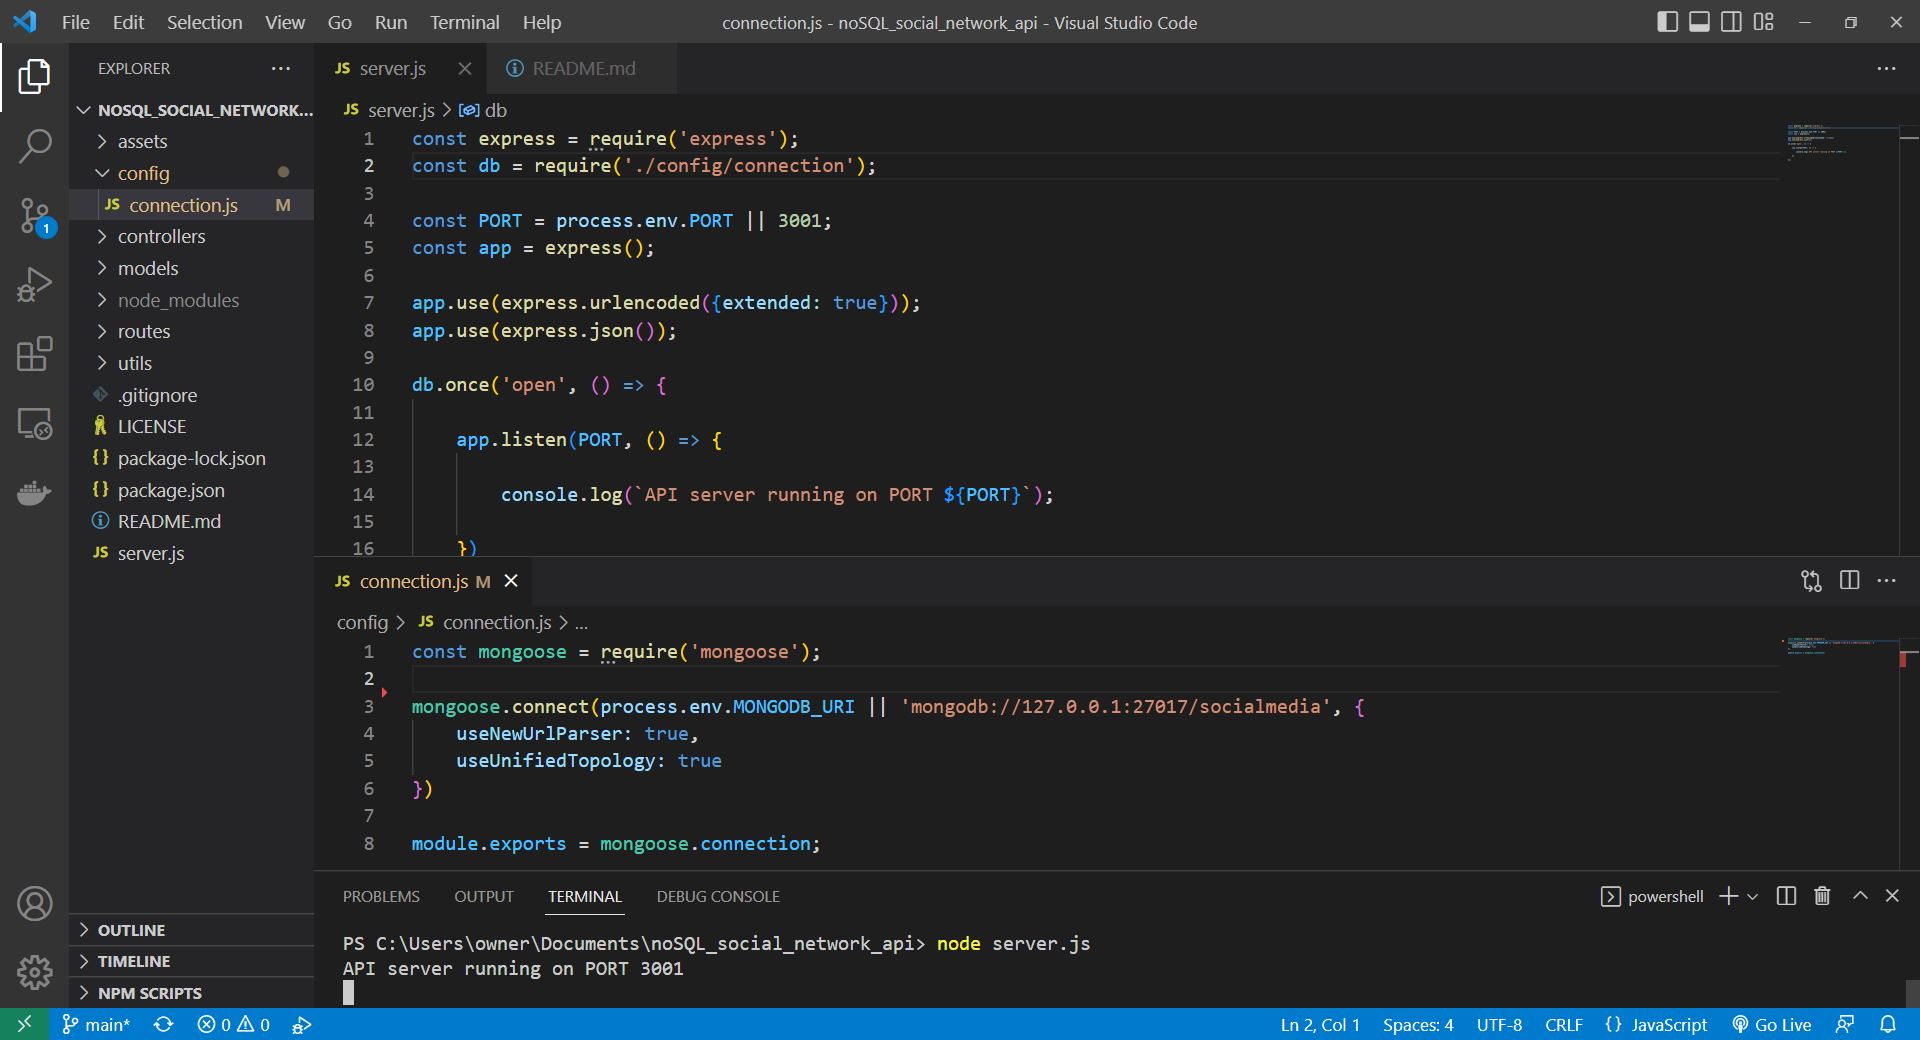 File Edit Selection View Go Run Terminal Help
connection.js - noSQL_social_network_api - Visual Studio Code
EXPLORER
NOSQL_SOCIAL_NETWORK...
assets
config
JS connection.js M
controllers
models
node_modules
routes
utils
.gitignore
LICENSE
{} package-lock.json
{} package.json
README.md
JS server.js
OUTLINE
TIMELINE
NPM SCRIPTS
1
JS server.js
README.md
JS server.js > db
1 const express = require('express');
2 const db = require('./config/connection');
3
4 const PORT = process.env.PORT || 3001;
5 const app = express();
6
7 app.use(express.urlencoded({extended: true}));
8 app.use(express.json());
9
10 db.once('open', () => {
11
12 app.listen(PORT, () => {
13
14 console.log(`API server running on PORT ${PORT}`);
15
16 })
JS connection.js M
config > JS connection.js > ...
1 const mongoose = require('mongoose');
2
3 mongoose.connect(process.env.MONGODB_URI || 'mongodb://127.0.0.1:27017/socialmedia', {
4 useNewUrlParser: true,
5 useUnifiedTopology: true
6 })
7
8 module.exports = mongoose.connection;
PROBLEMS OUTPUT TERMINAL DEBUG CONSOLE
powershell
PS C:\Users\owner\Documents\noSQL_social_network_api> node server.js
API server running on PORT 3001
main* 0 0
Ln 2, Col 1 Spaces: 4 UTF-8 CRLF {} JavaScript Go Live